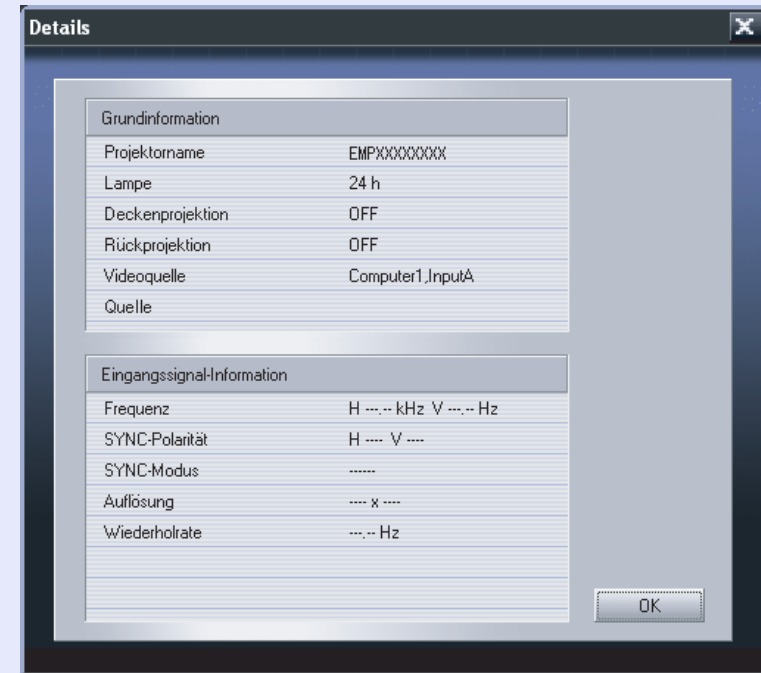 Details
Grundinformation
Projektorname EMPXXXXXXXX
Lampe 24 h
Deckenprojektion OFF
Rückprojektion OFF
Videoquelle Computer1,InputA
Quelle
Eingangssignal-Information
Frequenz H ---.-- kHz V ---.-- Hz
SYNC-Polarität H ---- V ----
SYNC-Modus ------
Auflösung ---- x ----
Wiederholrate ---.-- Hz
OK